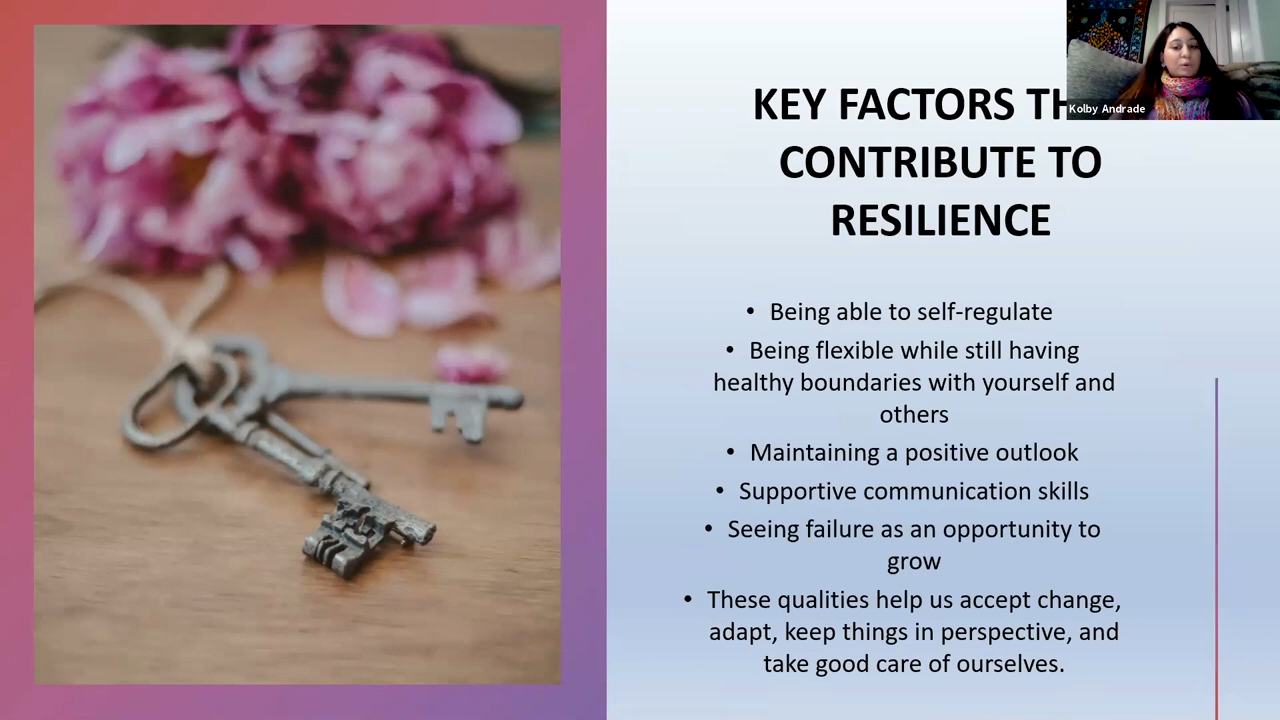 KEY FACTORS
CONTRIBUTE TO
RESILIENCE
Kolby Andrade
• Being able to self-regulate
• Being flexible while still having
healthy boundaries with yourself and
others
• Maintaining a positive outlook
• Supportive communication skills
• Seeing failure as an opportunity to
grow
• These qualities help us accept change,
adapt, keep things in perspective, and
take good care of ourselves.